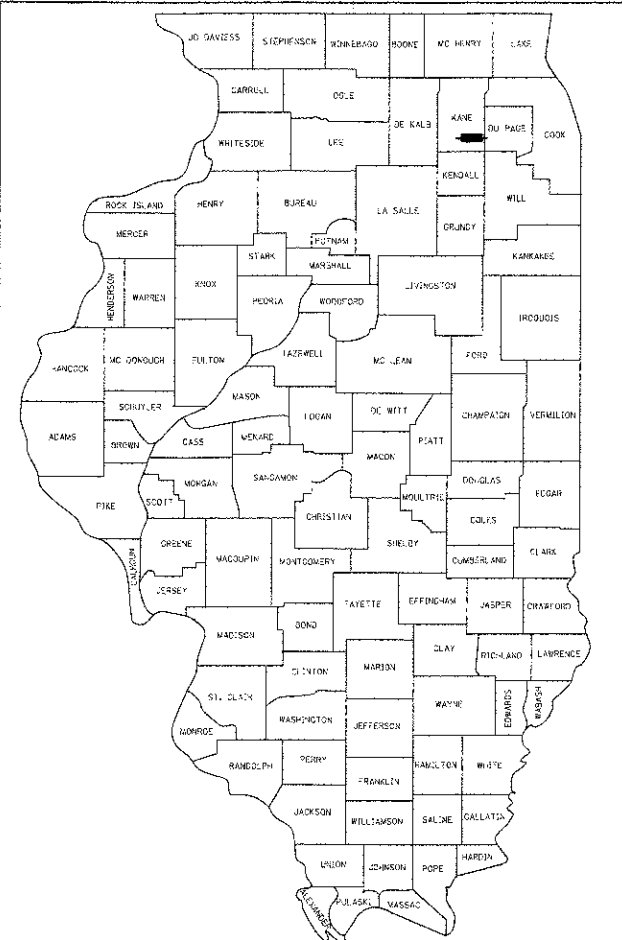 JO DAVIESS STEPHENSON WINNEBAGO BOONE MC HENRY LAKE
CARROLL OGLE
DE KALB KANE DU PAGE COOK
WHITESIDE LEE
KENDALL
ROCK ISLAND HENRY BUREAU LA SALLE WILL
GRUNDY
MERCER PUTNAM
STARK KANKAKEE
HENDERSON WARREN KNOX MARSHALL LIVINGSTON
PEORIA WOODFORD IROQUOIS
HANCOCK MC DONOUGH FULTON TAZEWELL MC LEAN FORD
MASON
SCHUYLER LOGAN DE WITT CHAMPAIGN VERMILION
ADAMS BROWN CASS MENARD PIATT
MACON
MORGAN SANGAMON DOUGLAS
PIKE SCOTT MOULTRIE EDGAR
CHRISTIAN COLES
GREENE SHELBY
CALHOUN MACOUPIN MONTGOMERY CUMBERLAND CLARK
JERSEY FAYETTE EFFINGHAM JASPER CRAWFORD
MADISON BOND
CLAY RICHLAND LAWRENCE
CLINTON MARION
ST. CLAIR WAYNE EDWARDS WABASH
WASHINGTON JEFFERSON
MONROE
RANDOLPH PERRY HAMILTON WHITE
FRANKLIN
JACKSON WILLIAMSON SALINE GALLATIN
HARDIN
UNION JOHNSON POPE
ALEXANDER PULASKI MASSAC